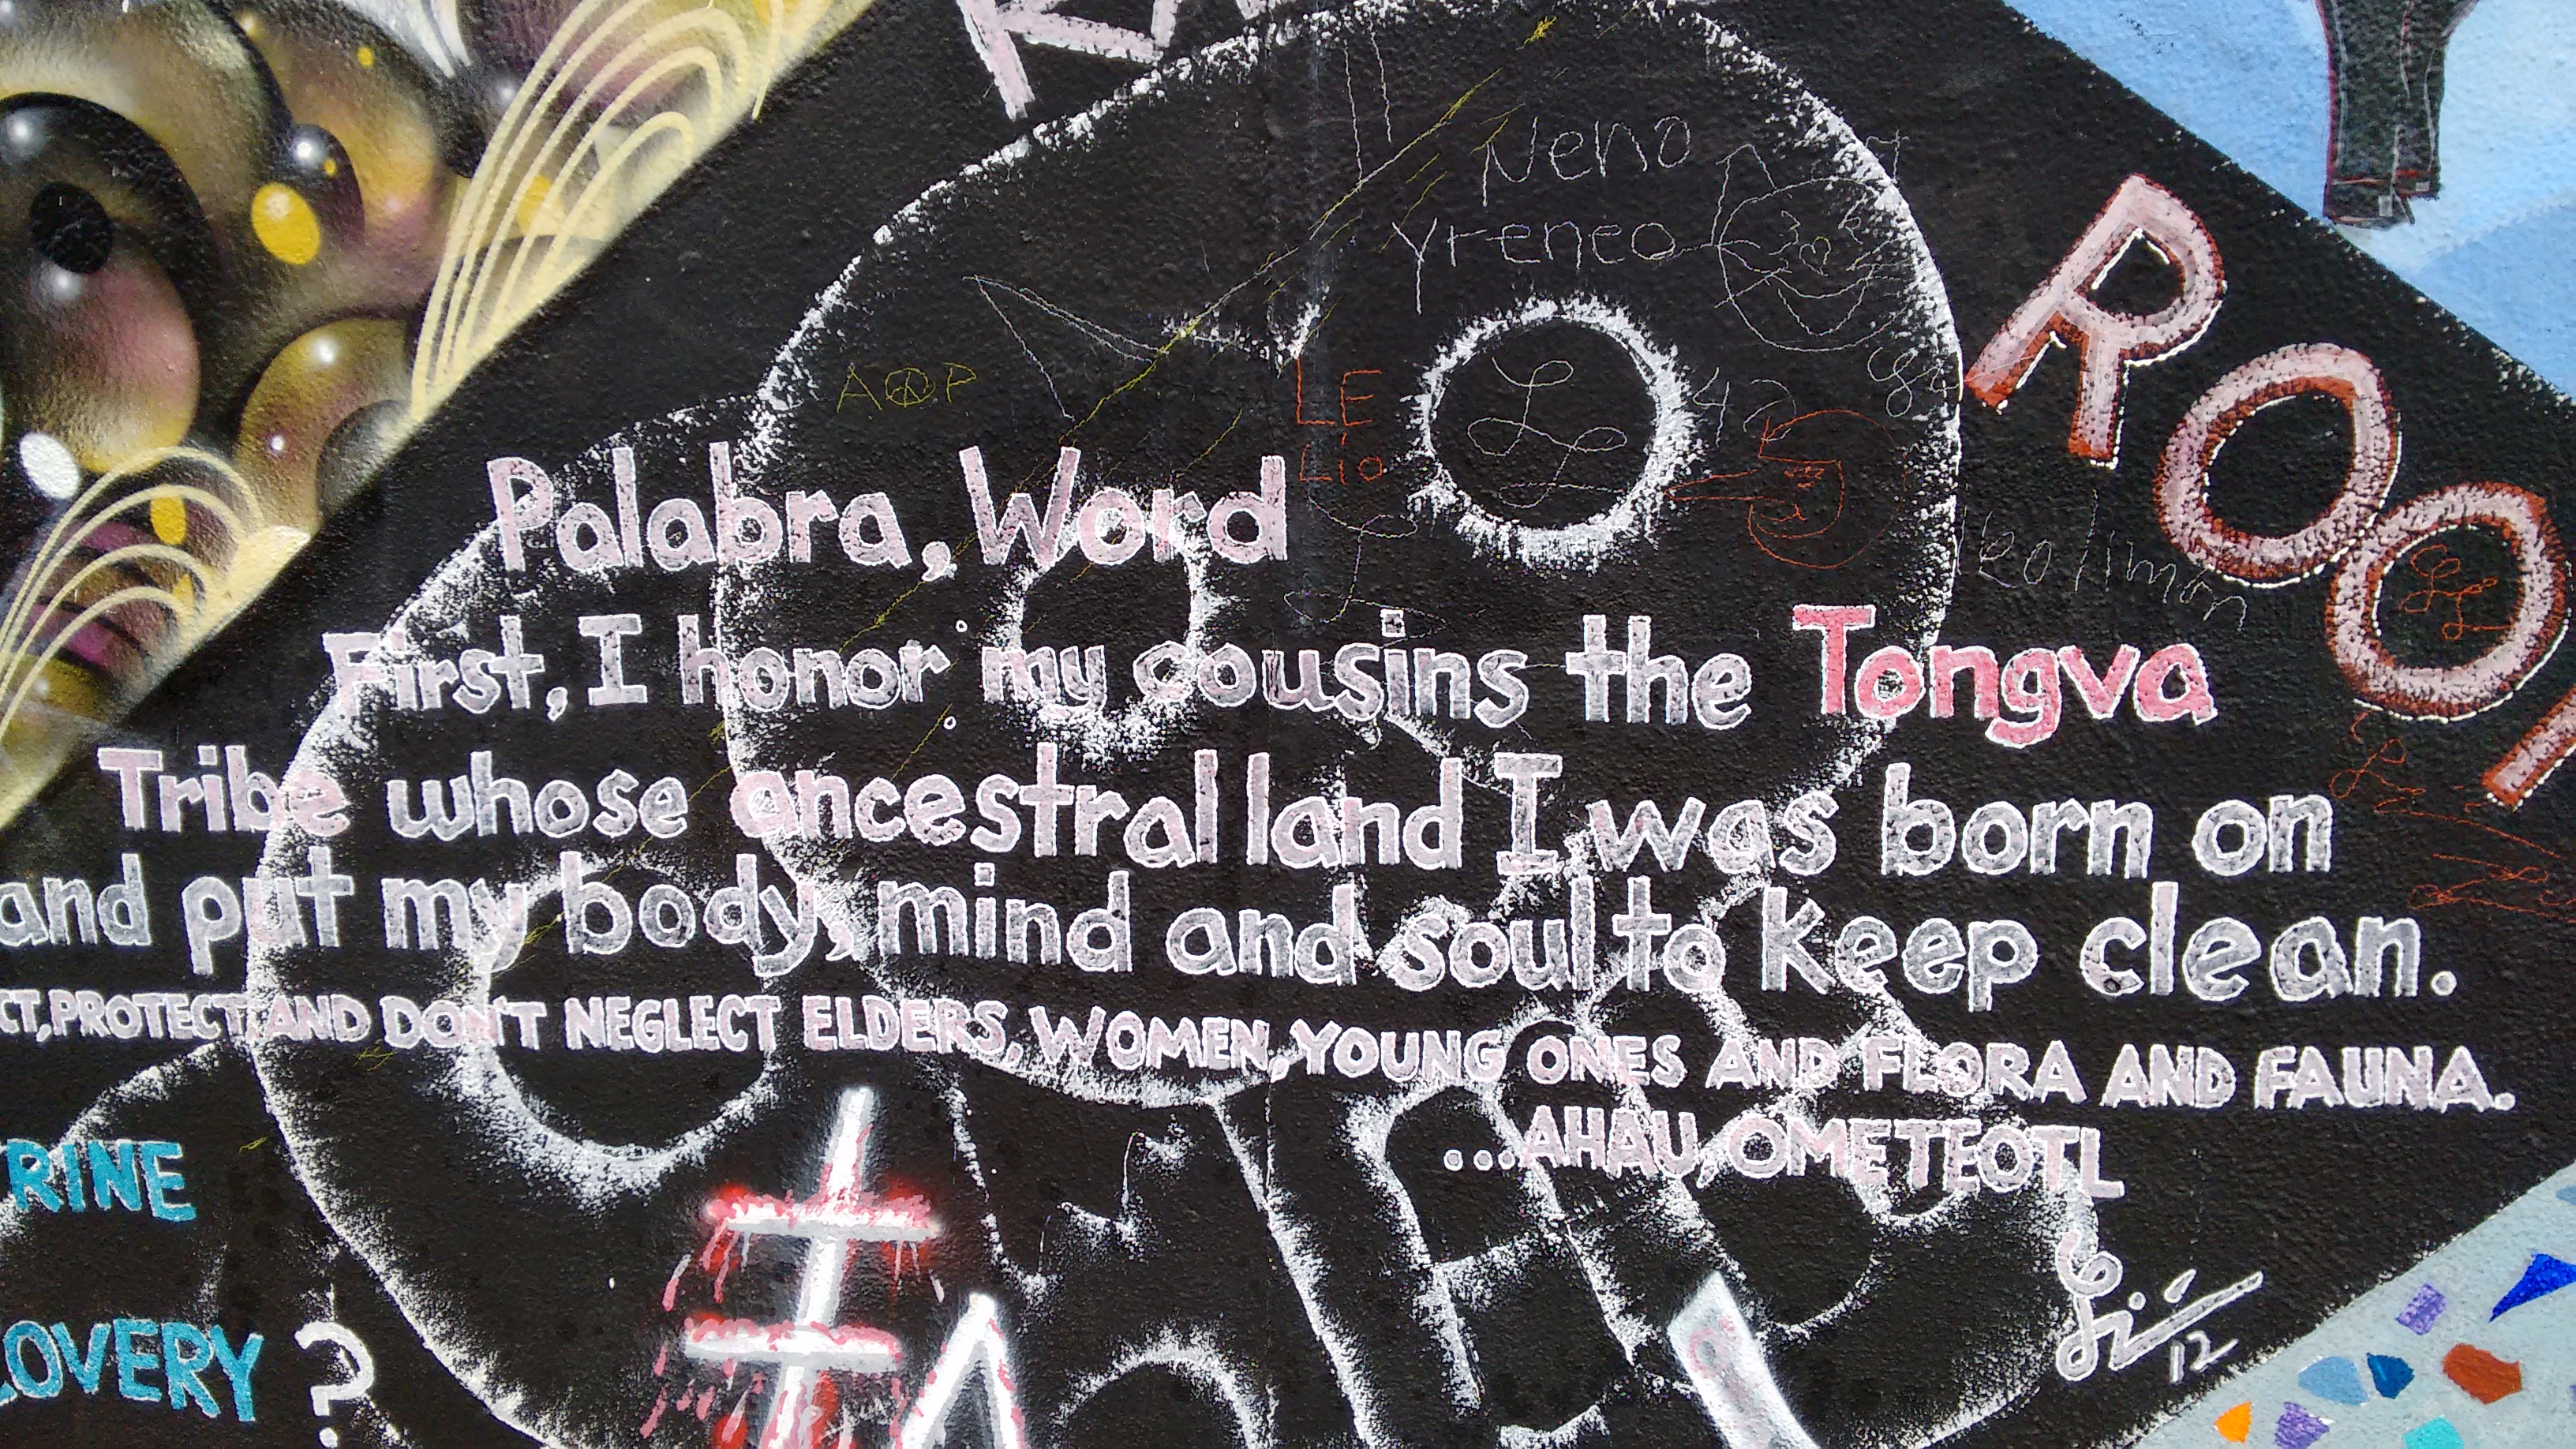 Neno
Yreneo
AOP
LE
Lio
42
ROO
Palabra, Word
First, I honor my cousins the Tongva
Tribe whose ancestral land I was born on
and put my body, mind and soul to keep clean.
CT, PROTECT, AND DON'T NEGLECT ELDERS, WOMEN, YOUNG ONES AND FLORA AND FAUNA.
...AHAU, OMETEOTL
RINE
OVERY ?
12